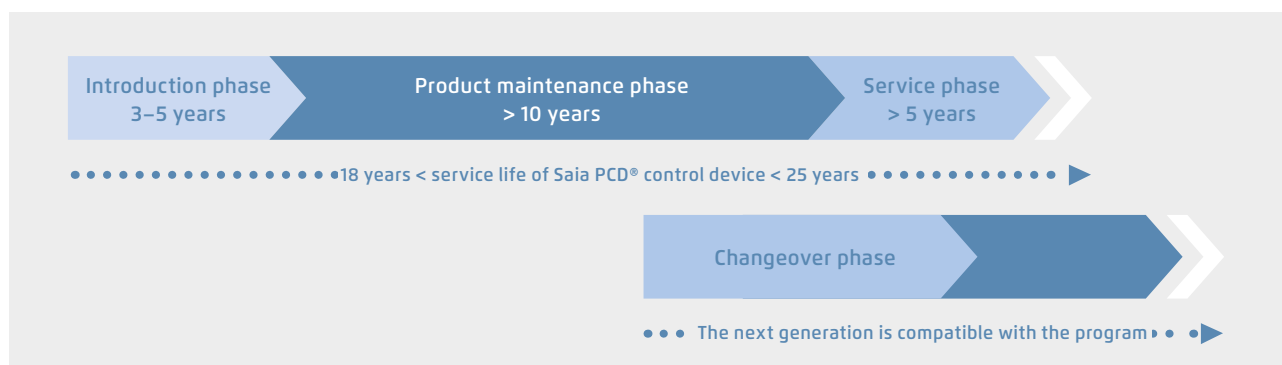 Introduction phase
3–5 years
Product maintenance phase
> 10 years
Service phase
> 5 years
18 years < service life of Saia PCD® control device < 25 years
Changeover phase
The next generation is compatible with the program